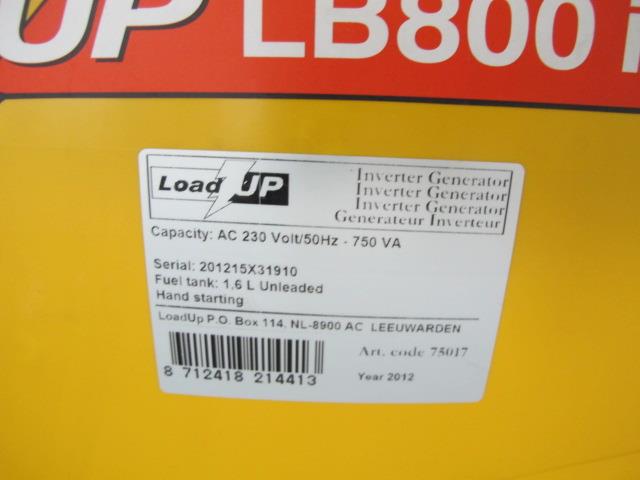 UP LB800 i
Load UP
Inverter Generator
Inverter Generator
Inverter Generator
Generateur Inverteur
Capacity: AC 230 Volt/50Hz - 750 VA
Serial: 201215X31910
Fuel tank: 1.6 L Unleaded
Hand starting
LoadUp P.O. Box 114, NL-8900 AC LEEUWARDEN
Art. code 75017
8 712418 214413
Year 2012